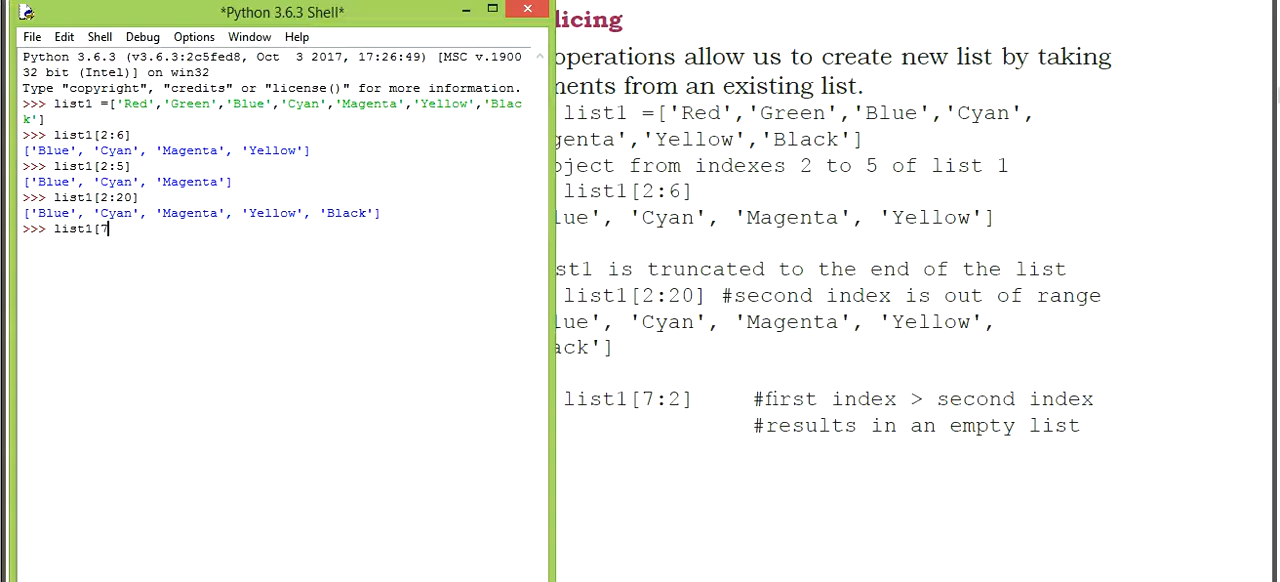 *Python 3.6.3 Shell*
File Edit Shell Debug Options Window Help
Python 3.6.3 (v3.6.3:2c5fed8, Oct 3 2017, 17:26:49) [MSC v.1900
32 bit (Intel)] on win32
Type "copyright", "credits" or "license()" for more information.
>>> list1 =['Red','Green','Blue','Cyan','Magenta','Yellow','Blac
k']
>>> list1[2:6]
['Blue', 'Cyan', 'Magenta', 'Yellow']
>>> list1[2:5]
['Blue', 'Cyan', 'Magenta']
>>> list1[2:20]
['Blue', 'Cyan', 'Magenta', 'Yellow', 'Black']
>>> list1[7
licing
operations allow us to create new list by taking
ments from an existing list.
list1 =['Red','Green','Blue','Cyan',
genta','Yellow','Black']
bject from indexes 2 to 5 of list 1
list1[2:6]
lue', 'Cyan', 'Magenta', 'Yellow']
st1 is truncated to the end of the list
list1[2:20] #second index is out of range
lue', 'Cyan', 'Magenta', 'Yellow',
ack']
list1[7:2] #first index > second index
#results in an empty list